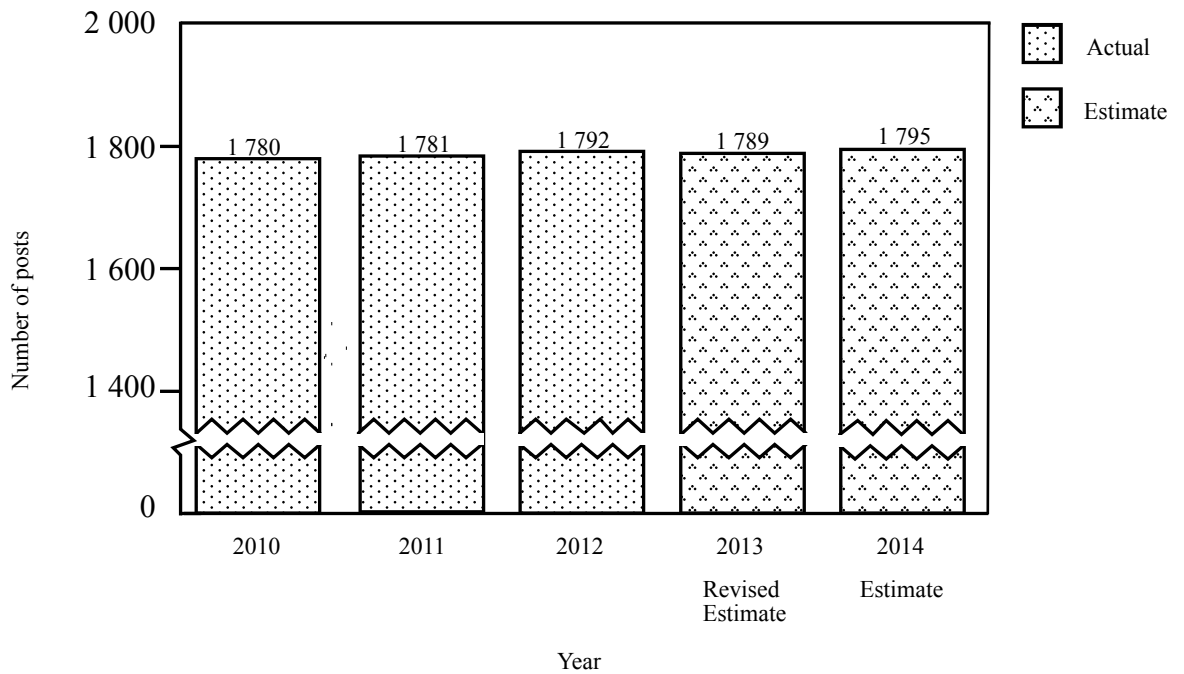 2 000
1 800
1 600
1 400
0
Number of posts
1 780
1 781
1 792
1 789
1 795
Actual
Estimate
2010
2011
2012
2013
2014
Revised
Estimate
Estimate
Year